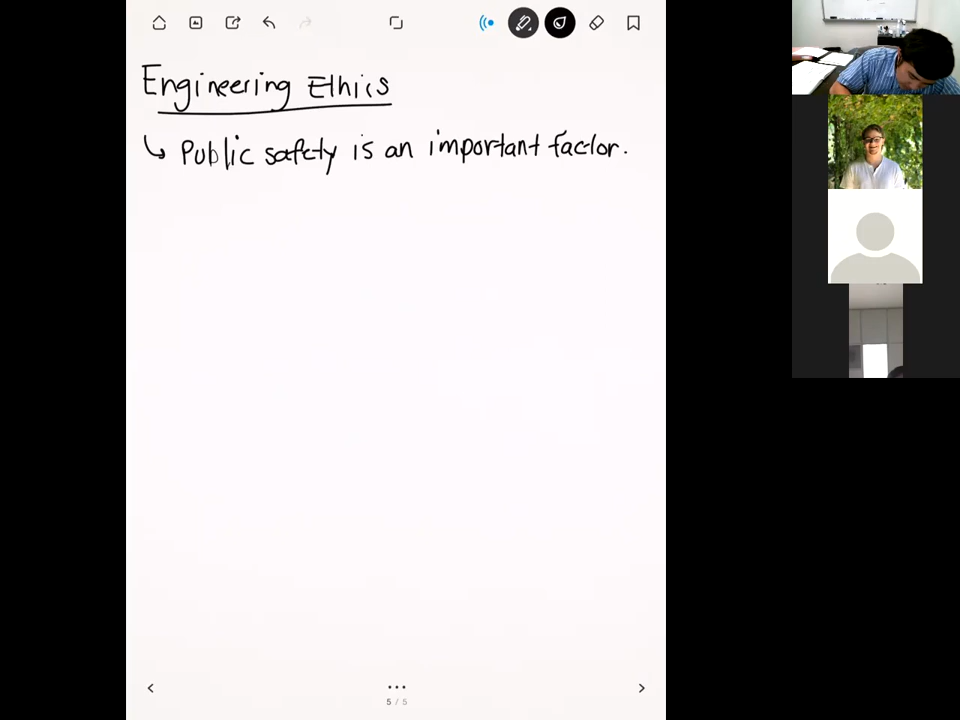 Engineering Ethics
↳ Public safety is an important factor.
5 / 5